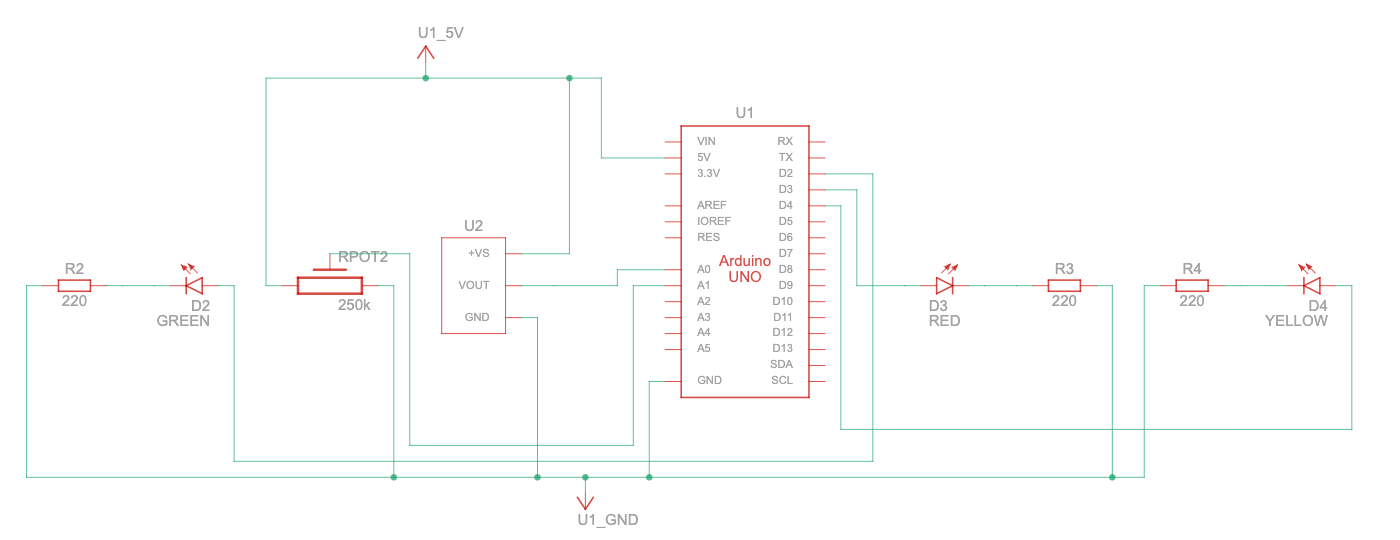 U1_5V
U1
VIN
RX
5V
TX
3.3V
D2
D3
AREF
D4
IOREF
D5
RES
D6
D7
A0
D8
A1
D9
A2
D10
A3
D11
A4
D12
A5
D13
SDA
GND
SCL
Arduino
UNO
U2
+VS
VOUT
GND
RPOT2
250k
R2
220
D2
GREEN
D3
RED
R3
220
R4
220
D4
YELLOW
U1_GND